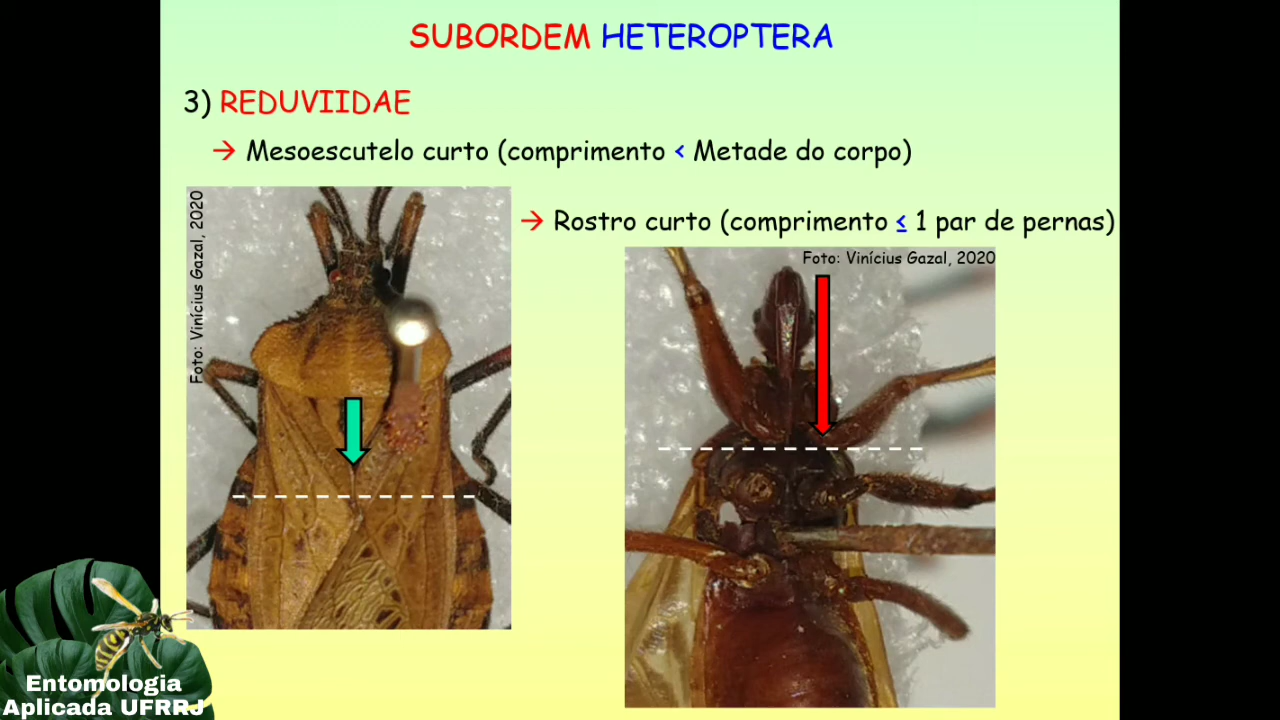 SUBORDEM HETEROPTERA
3) REDUVIIDAE
→ Mesoescutelo curto (comprimento < Metade do corpo)
Foto: Vinícius Gazal, 2020
→ Rostro curto (comprimento ≤ 1 par de pernas)
Foto: Vinícius Gazal, 2020
Entomologia
Aplicada UFRRJ